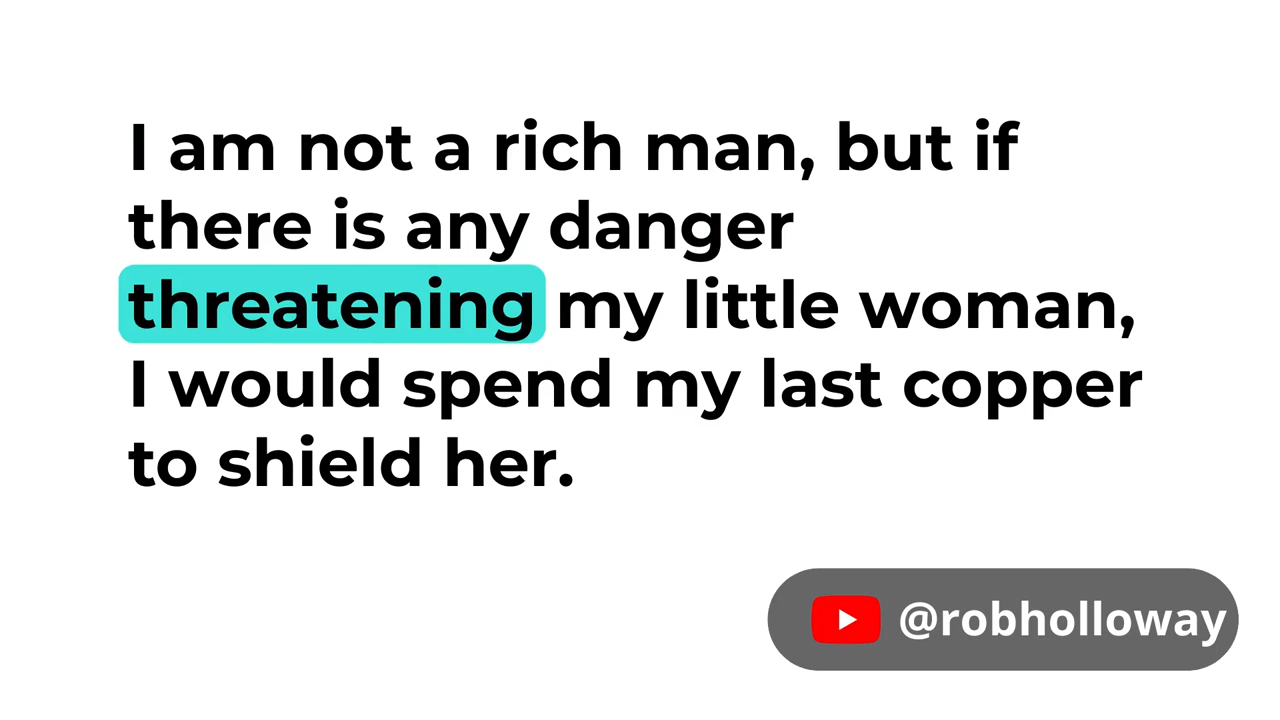 I am not a rich man, but if
there is any danger
threatening my little woman,
I would spend my last copper
to shield her.
@robholloway